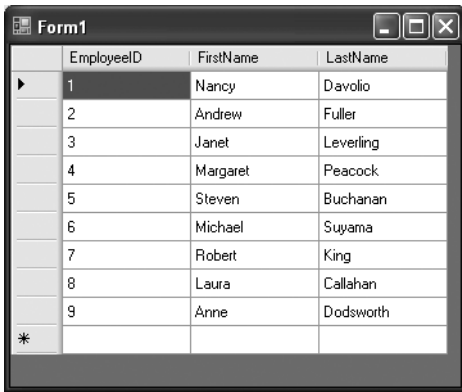 Form1
EmployeeID FirstName LastName
1 Nancy Davolio
2 Andrew Fuller
3 Janet Leverling
4 Margaret Peacock
5 Steven Buchanan
6 Michael Suyama
7 Robert King
8 Laura Callahan
9 Anne Dodsworth